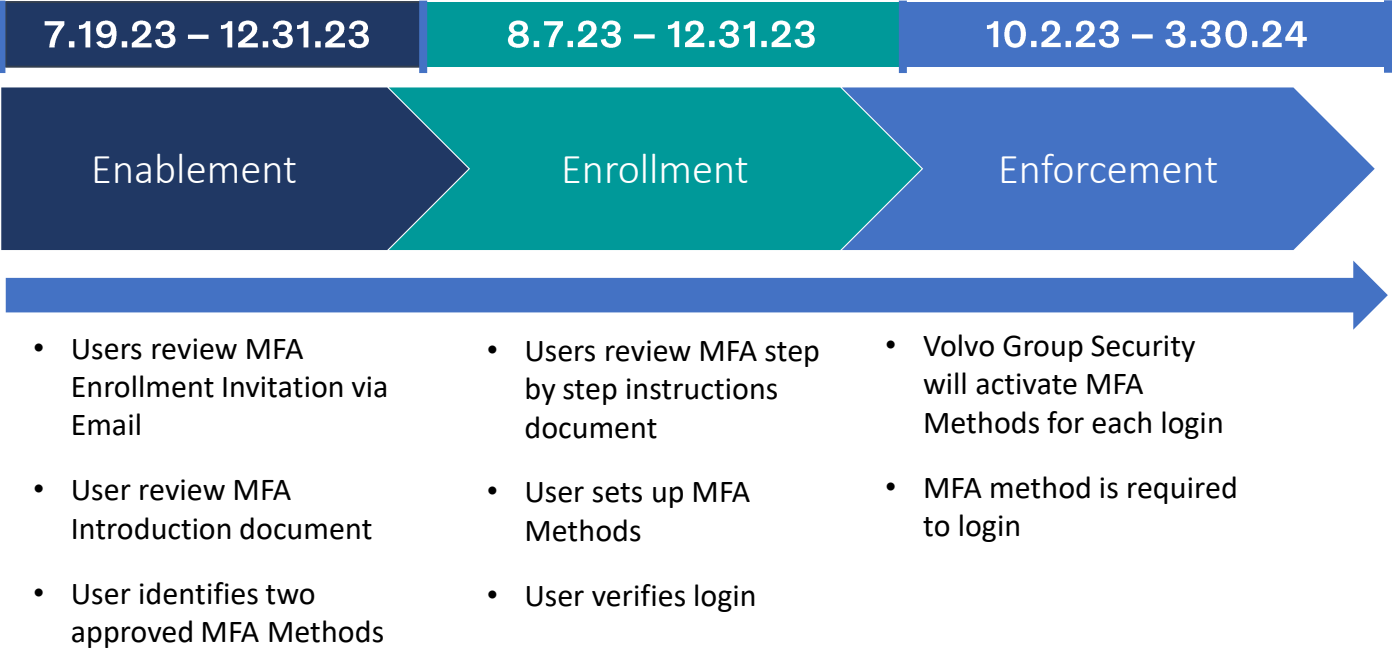 7.19.23 – 12.31.23
8.7.23 – 12.31.23
10.2.23 – 3.30.24
Enablement
Enrollment
Enforcement
• Users review MFA
Enrollment Invitation via
Email
• User review MFA
Introduction document
• User identifies two
approved MFA Methods
• Users review MFA step
by step instructions
document
• User sets up MFA
Methods
• User verifies login
• Volvo Group Security
will activate MFA
Methods for each login
• MFA method is required
to login